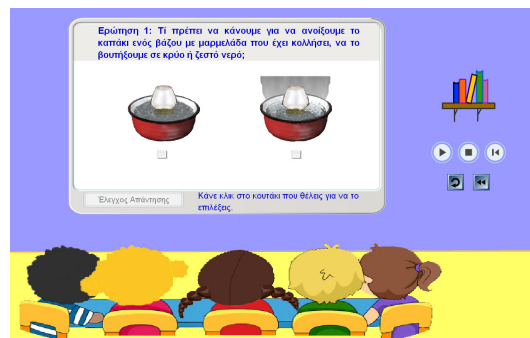 Ερώτηση 1: Τί πρέπει να κάνουμε για να ανοίξουμε το
καπάκι ενός βάζου με μαρμελάδα που έχει κολλήσει, να το
βουτήξουμε σε κρύο ή ζεστό νερό;
Έλεγχος Απάντησης
Κάνε κλικ στο κουτάκι που θέλεις για να το
επιλέξεις.